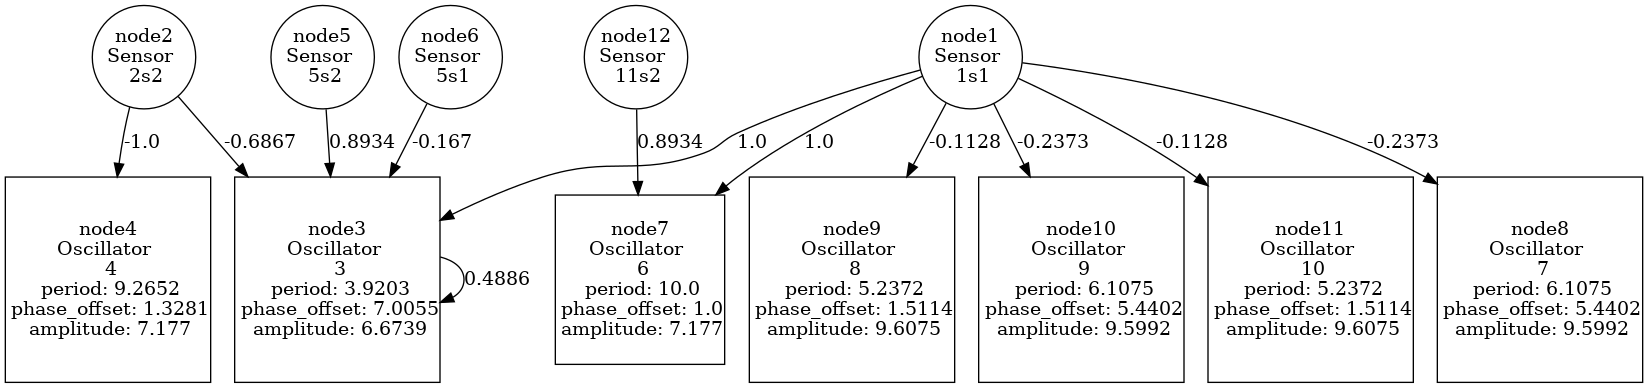 node2
Sensor
2s2
node5
Sensor
5s2
node6
Sensor
5s1
node12
Sensor
11s2
node1
Sensor
1s1
-1.0
-0.6867
0.8934
-0.167
0.8934
1.0
1.0
-0.1128
-0.2373
-0.1128
-0.2373
node4
Oscillator
4
period: 9.2652
phase_offset: 1.3281
amplitude: 7.177
node3
Oscillator
3
period: 3.9203
phase_offset: 7.0055
amplitude: 6.6739
0.4886
node7
Oscillator
6
period: 10.0
phase_offset: 1.0
amplitude: 7.177
node9
Oscillator
8
period: 5.2372
phase_offset: 1.5114
amplitude: 9.6075
node10
Oscillator
9
period: 6.1075
phase_offset: 5.4402
amplitude: 9.5992
node11
Oscillator
10
period: 5.2372
phase_offset: 1.5114
amplitude: 9.6075
node8
Oscillator
7
period: 6.1075
phase_offset: 5.4402
amplitude: 9.5992